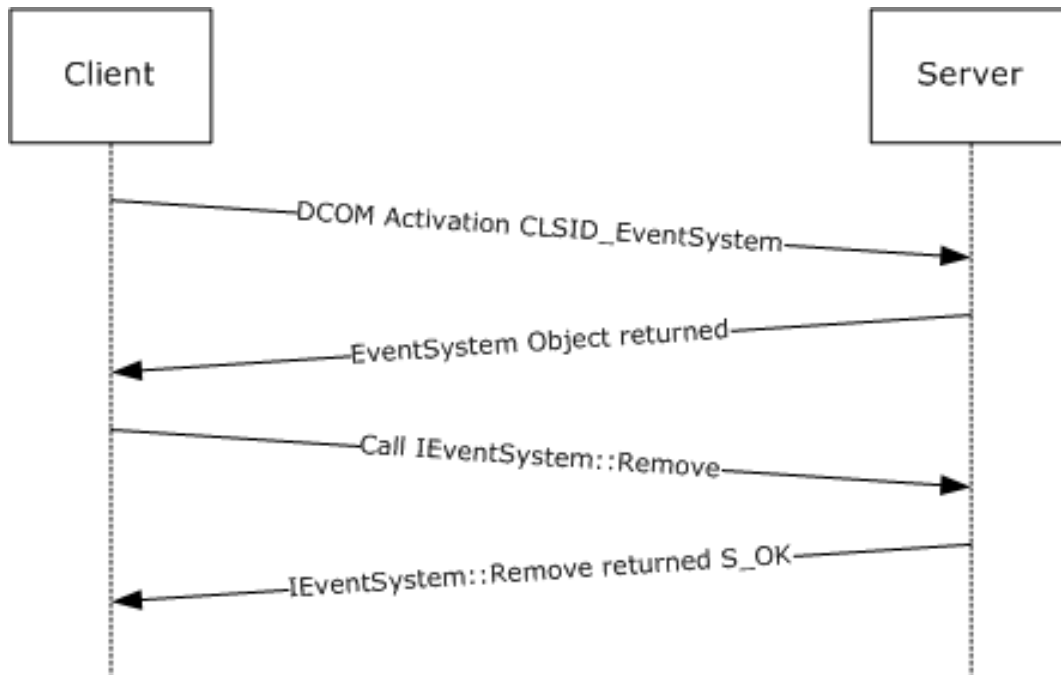 Client
Server
DCOM Activation CLSID_EventSystem
EventSystem Object returned
Call IEventSystem::Remove
IEventSystem::Remove returned S_OK